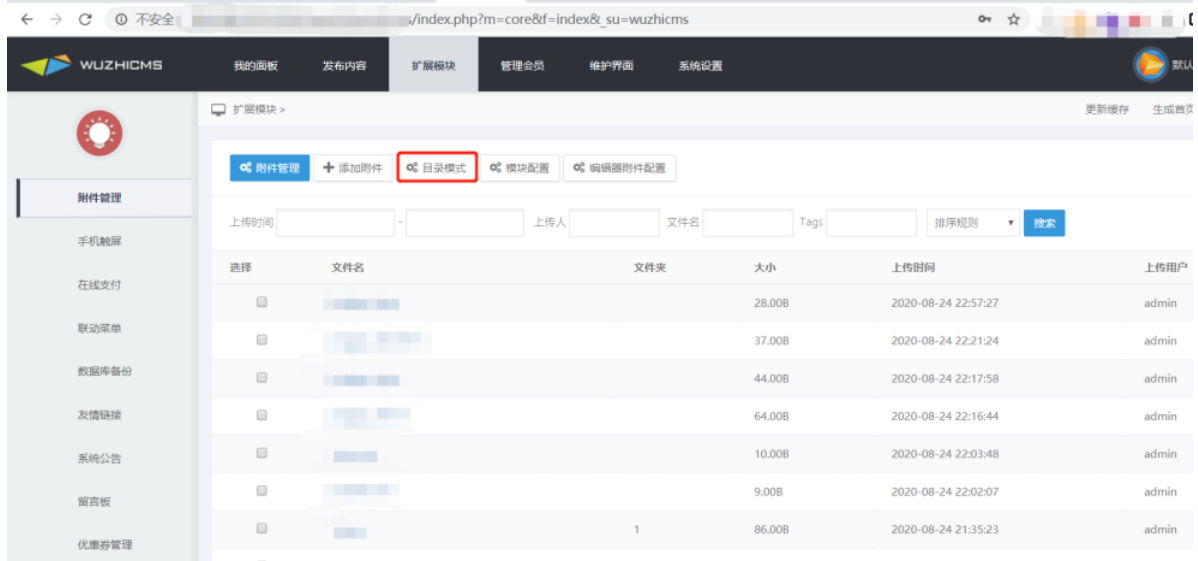 不安全
s/index.php?m=core&f=index&_su=wuzhicms
WUZHICMS 我的面板 发布内容 扩展模块 管理会员 维护界面 系统设置
扩展模块 > 更新缓存 生成首页
附件管理 添加附件 目录模式 模块配置 编辑器附件配置
附件管理
手机触屏
在线支付
联动菜单
数据库备份
友情链接
系统公告
留言板
优惠券管理
上传时间 - 上传人 文件名 Tags 排序规则 搜索
选择 文件名 文件夹 大小 上传时间 上传用户
28.00B 2020-08-24 22:57:27 admin
37.00B 2020-08-24 22:21:24 admin
44.00B 2020-08-24 22:17:58 admin
64.00B 2020-08-24 22:16:44 admin
10.00B 2020-08-24 22:03:48 admin
9.00B 2020-08-24 22:02:07 admin
1 86.00B 2020-08-24 21:35:23 admin